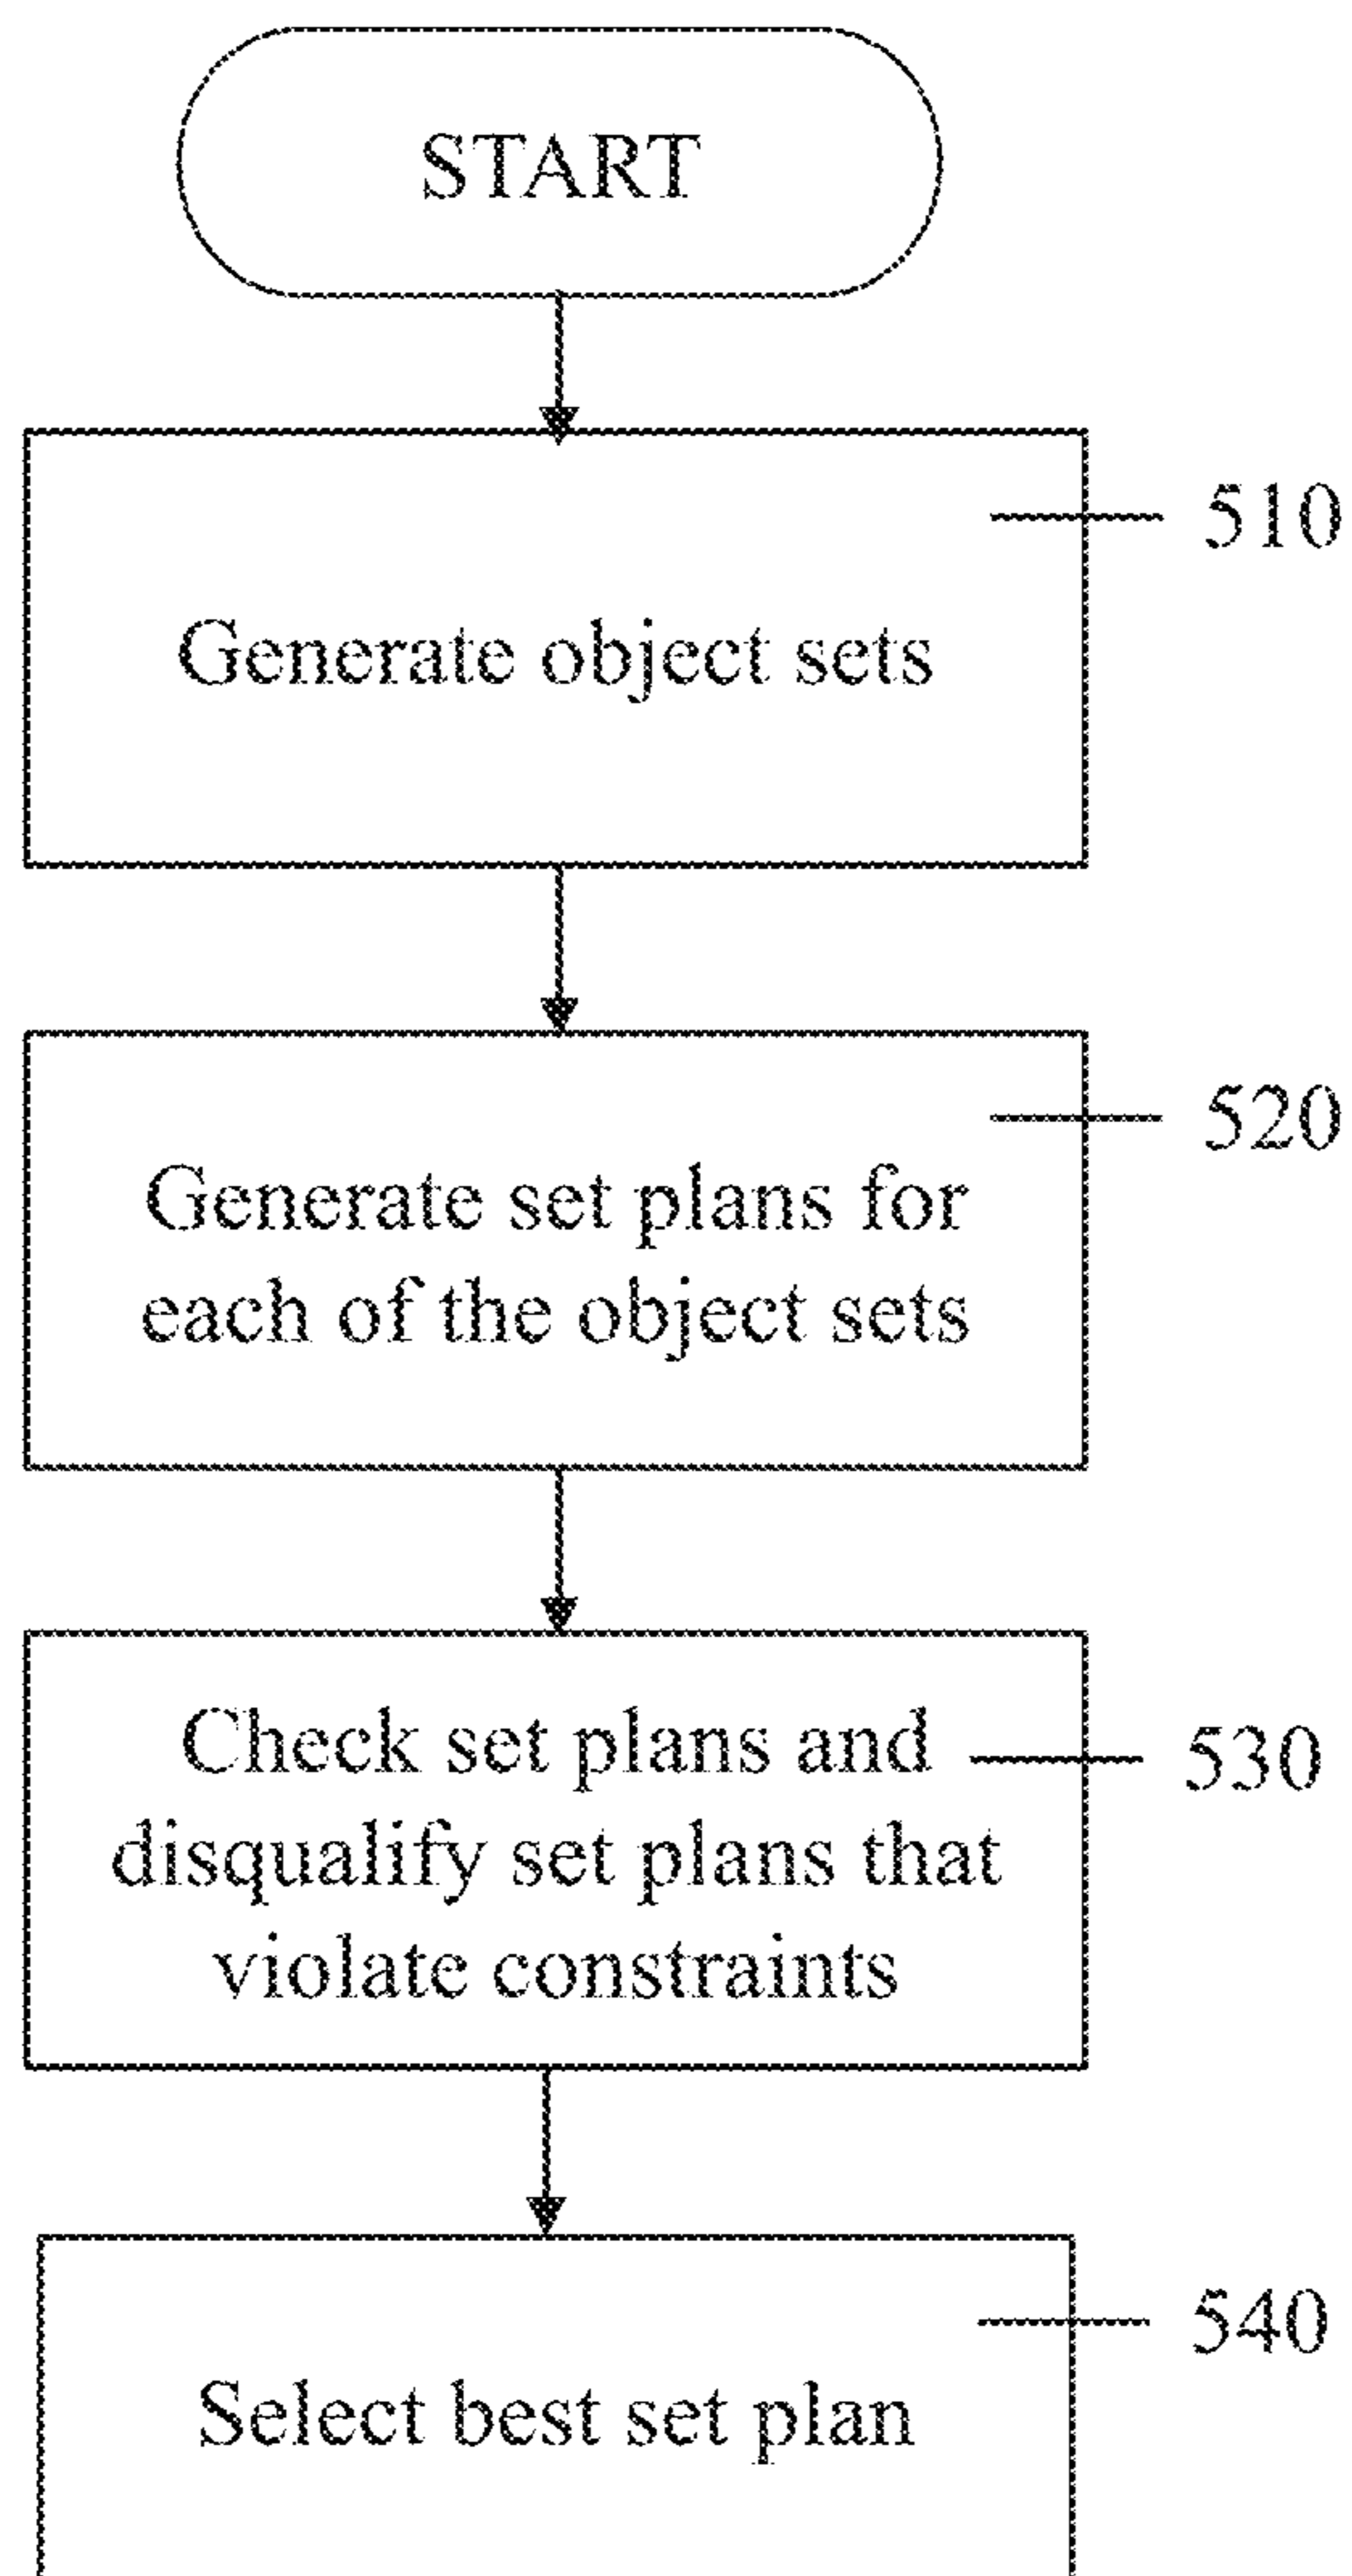 START
510
Generate object sets
520
Generate set plans for
each of the object sets
Check set plans and
530
disqualify set plans that
violate constraints
540
Select best set plan